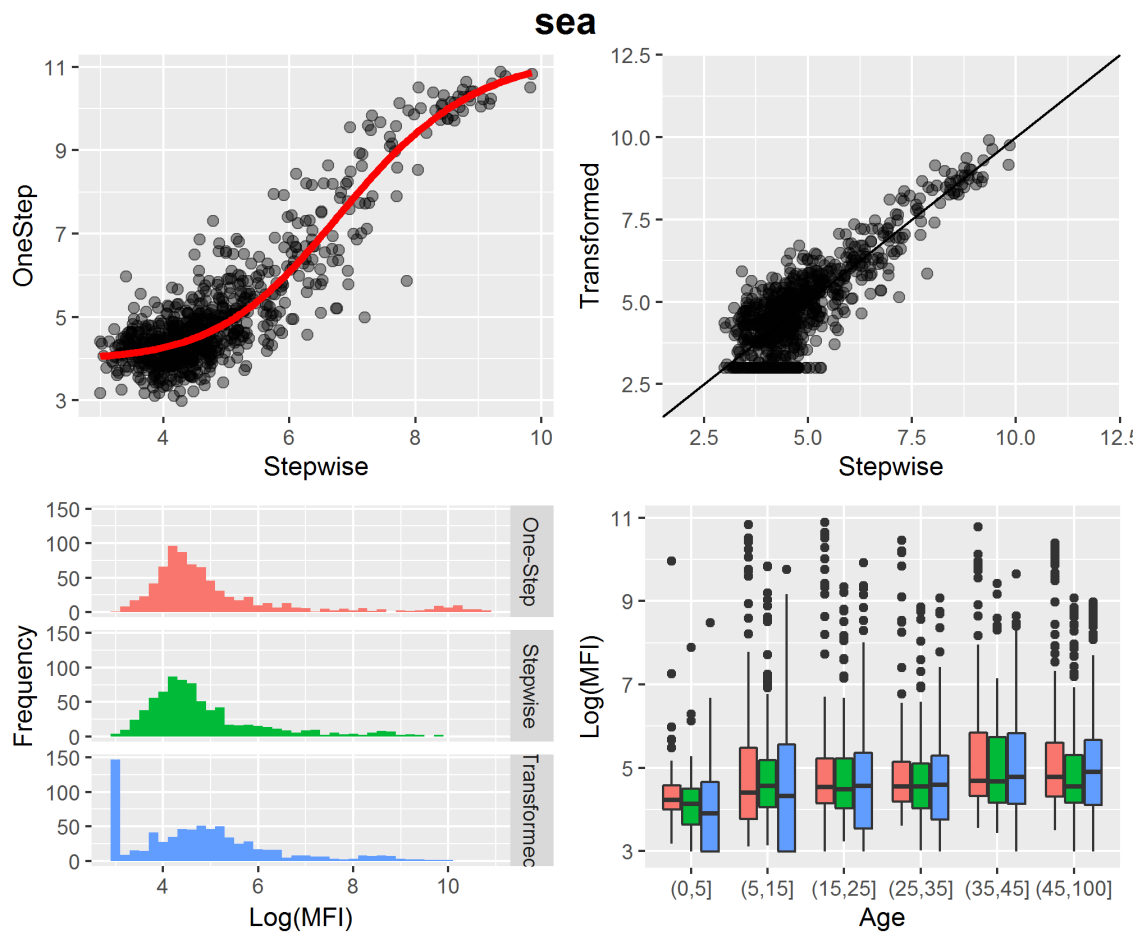 sea
OneStep
11
9
7
5
3
4 6 8 10
Stepwise
Transformed
12.5
10.0
7.5
5.0
2.5
2.5 5.0 7.5 10.0 12.5
Stepwise
Frequency
150
100
50
0
One-Step
150
100
50
0
Stepwise
150
100
50
0
Transformed
4 6 8 10
Log(MFI)
Log(MFI)
11
9
7
5
3
(0,5] (5,15] (15,25] (25,35] (35,45] (45,100]
Age